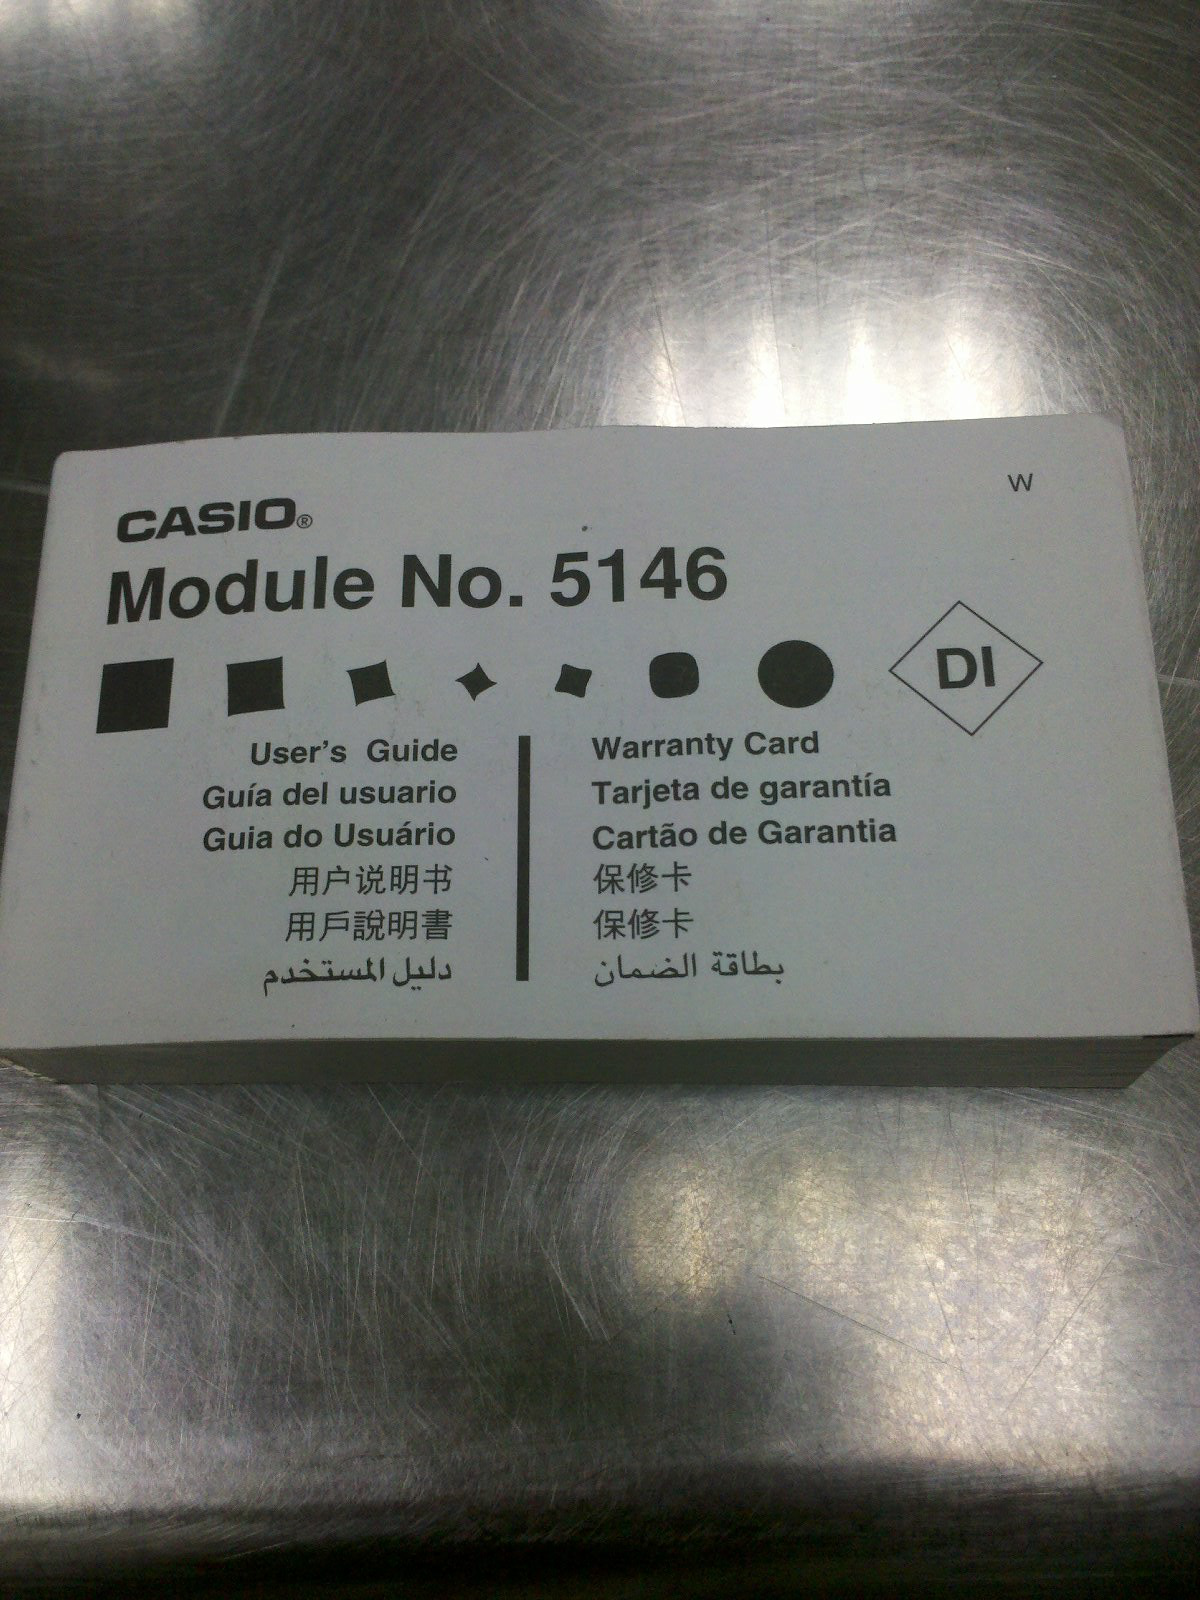 W
CASIO®
Module No. 5146
DI
User's Guide
Guía del usuario
Guia do Usuário
用户说明书
用戶說明書
دليل المستخدم
Warranty Card
Tarjeta de garantía
Cartão de Garantia
保修卡
保修卡
بطاقة الضمان